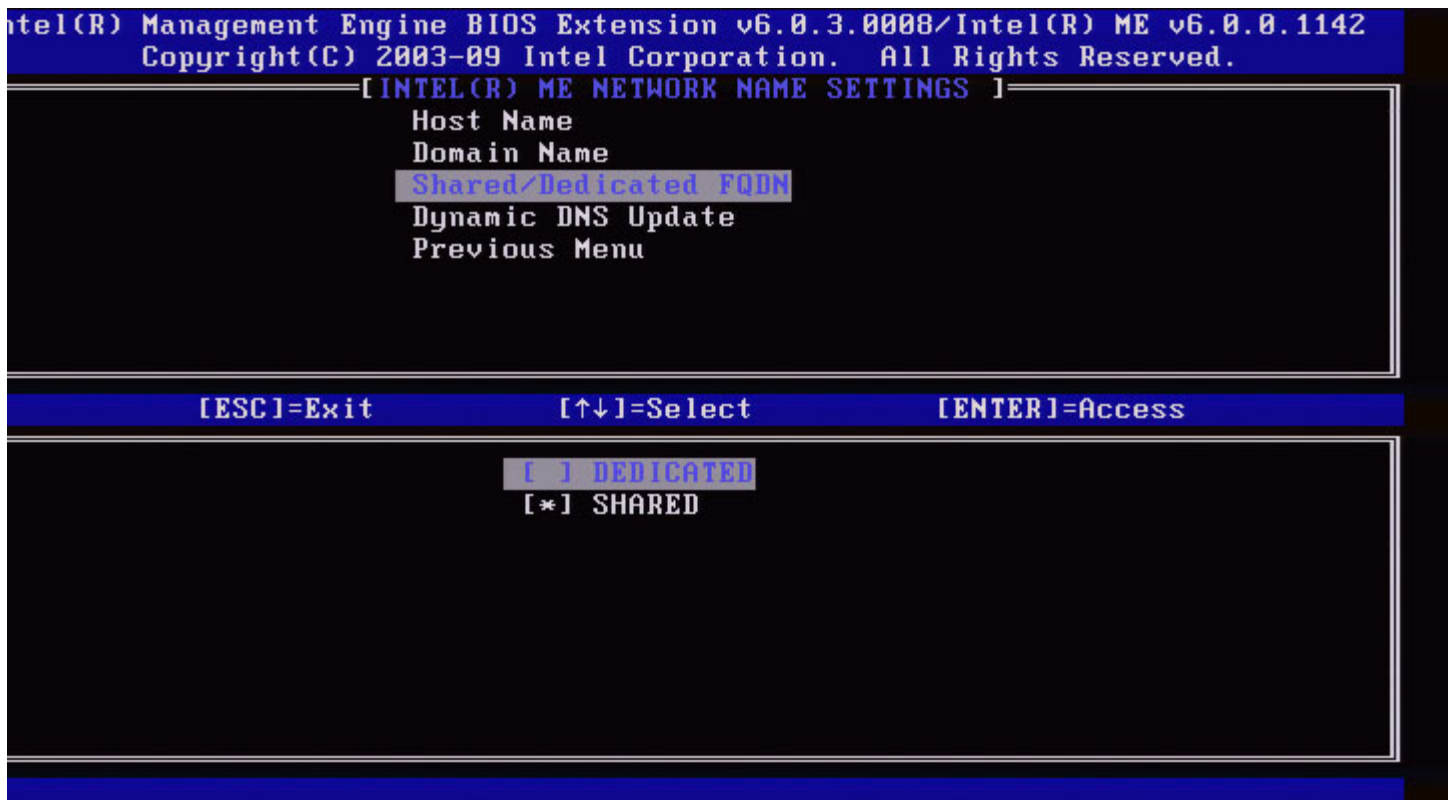 ntel(R) Management Engine BIOS Extension v6.0.3.0008/Intel(R) ME v6.0.0.1142
Copyright(C) 2003-09 Intel Corporation. All Rights Reserved.
[INTEL(R) ME NETWORK NAME SETTINGS ]
Host Name
Domain Name
Shared/Dedicated FQDN
Dynamic DNS Update
Previous Menu
[ESC]=Exit [↑↓]=Select [ENTER]=Access
[ ] DEDICATED
[*] SHARED